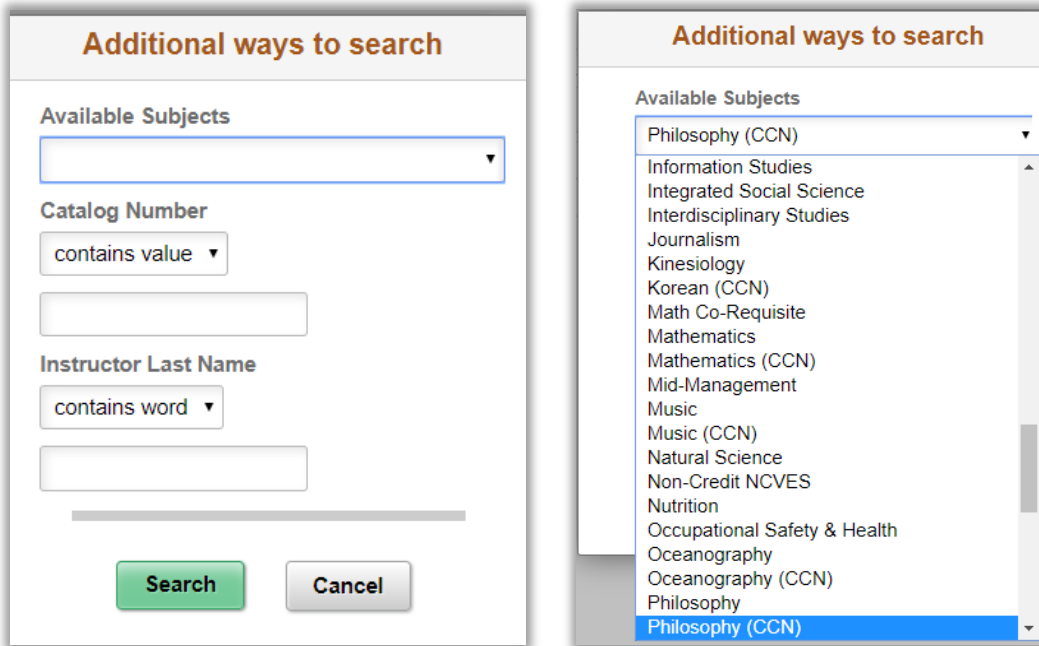 Additional ways to search
Available Subjects
Catalog Number
contains value
Instructor Last Name
contains word
Search
Cancel
Additional ways to search
Available Subjects
Philosophy (CCN)
Information Studies
Integrated Social Science
Interdisciplinary Studies
Journalism
Kinesiology
Korean (CCN)
Math Co-Requisite
Mathematics
Mathematics (CCN)
Mid-Management
Music
Music (CCN)
Natural Science
Non-Credit NCVES
Nutrition
Occupational Safety & Health
Oceanography
Oceanography (CCN)
Philosophy
Philosophy (CCN)